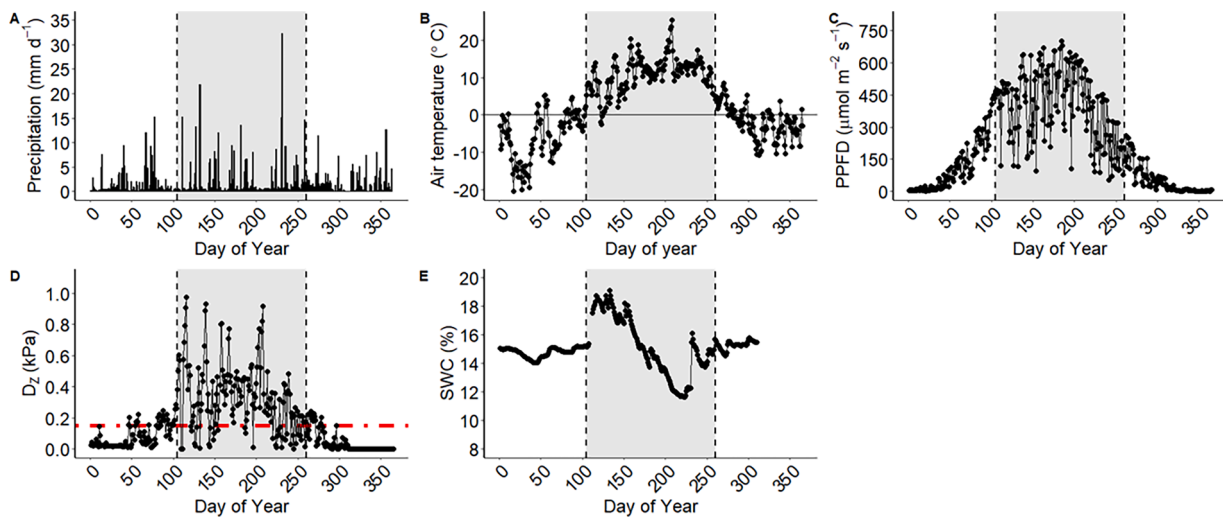 A
Precipitation (mm d⁻¹)
35
30
25
20
15
10
5
0
0 50 100 150 200 250 300 350
Day of Year
B
Air temperature (° C)
20
10
0
-10
-20
0 50 100 150 200 250 300 350
Day of year
C
PPFD (μmol m⁻² s⁻¹)
750
600
450
300
150
0
0 50 100 150 200 250 300 350
Day of Year
D
D_Z (kPa)
1.0
0.8
0.6
0.4
0.2
0.0
0 50 100 150 200 250 300 350
Day of Year
E
SWC (%)
20
18
16
14
12
10
8
0 50 100 150 200 250 300 350
Day of Year